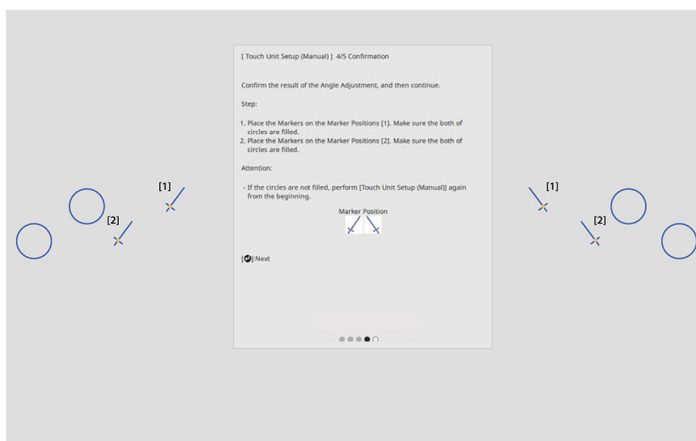 [ Touch Unit Setup (Manual) ] 4/5 Confirmation
Confirm the result of the Angle Adjustment, and then continue.
Step:
1. Place the Markers on the Marker Positions [1]. Make sure the both of
circles are filled.
2. Place the Markers on the Marker Positions [2]. Make sure the both of
circles are filled.
Attention:
- If the circles are not filled, perform [Touch Unit Setup (Manual)] again
from the beginning.
Marker Position
[ ]:Next
[1]
[2]
[1]
[2]